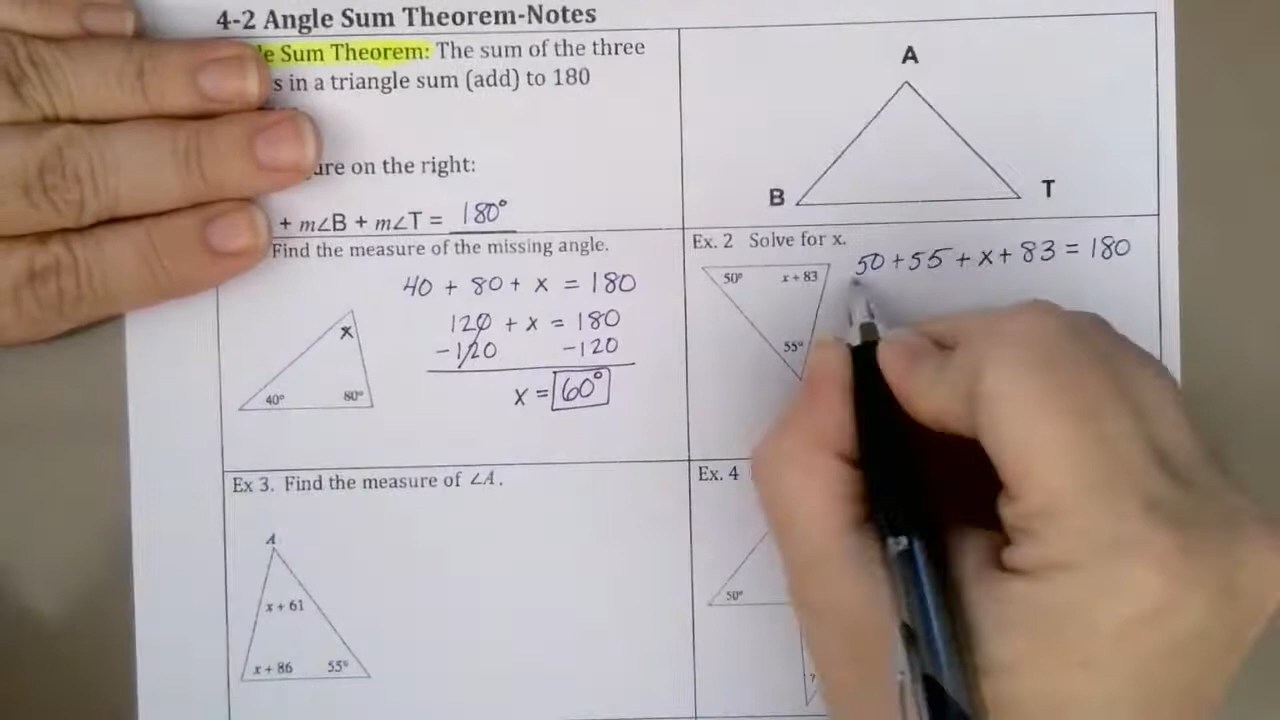 4-2 Angle Sum Theorem-Notes
Sum Theorem: The sum of the three
in a triangle sum (add) to 180
on the right:
+ m∠B + m∠T = 180°
A
B
T
Find the measure of the missing angle.
40 + 80 + x = 180
120 + x = 180
-120 -120
x = 60°
x
40°
80°
Ex. 2 Solve for x.
50 + 55 + x + 83 = 180
50°
x + 83
55°
Ex 3. Find the measure of ∠A.
A
x + 61
x + 86
55°
Ex. 4
50°
?